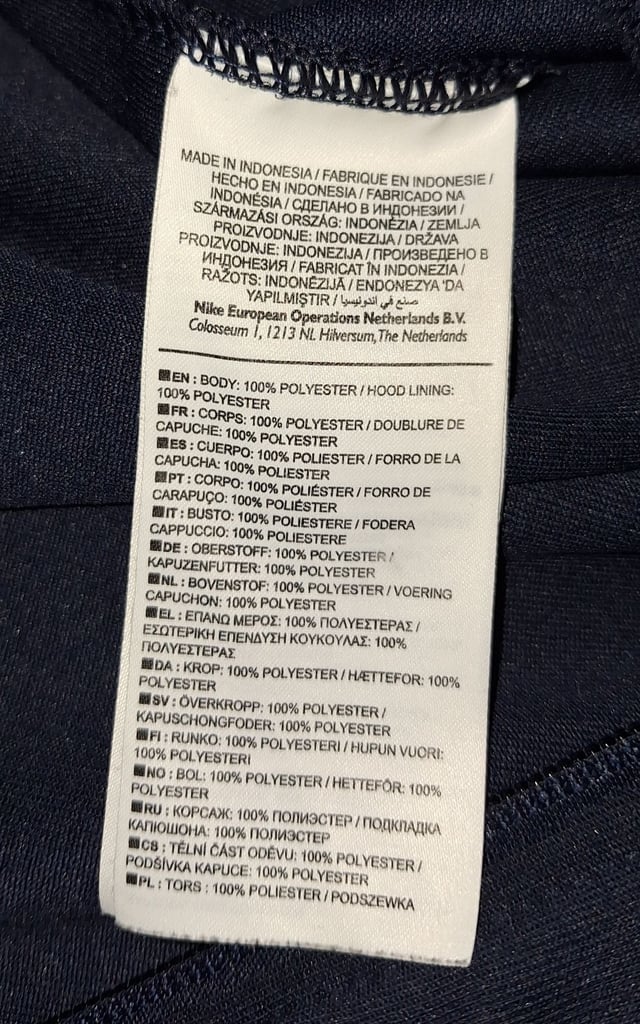 MADE IN INDONESIA / FABRIQUE EN INDONESIE /
HECHO EN INDONESIA / FABRICADO NA
INDONÉSIA / СДЕЛАНО В ИНДОНЕЗИИ /
SZÁRMAZÁSI ORSZÁG: INDONÉZIA / ZEMLJA
PROIZVODNJE: INDONEZIJA / DRŽAVA
PROIZVODNJE: INDONEZIJA / ПРОИЗВЕДЕНО В
ИНДОНЕЗИЯ / FABRICAT ÎN INDONEZIA /
RAŽOTS: INDONĒZIJĀ / ENDONEZYA 'DA
YAPILMIŞTIR / صنع في اندونيسيا
Nike European Operations Netherlands B.V.
Colosseum 1, 1213 NL Hilversum, The Netherlands
EN : BODY: 100% POLYESTER / HOOD LINING:
100% POLYESTER
FR : CORPS: 100% POLYESTER / DOUBLURE DE
CAPUCHE: 100% POLYESTER
ES : CUERPO: 100% POLIESTER / FORRO DE LA
CAPUCHA: 100% POLIESTER
PT : CORPO: 100% POLIÉSTER / FORRO DE
CARAPUÇO: 100% POLIÉSTER
IT : BUSTO: 100% POLIESTERE / FODERA
CAPPUCCIO: 100% POLIESTERE
DE : OBERSTOFF: 100% POLYESTER /
KAPUZENFUTTER: 100% POLYESTER
NL : BOVENSTOF: 100% POLYESTER / VOERING
CAPUCHON: 100% POLYESTER
EL : ΕΠΑΝΩ ΜΕΡΟΣ: 100% ΠΟΛΥΕΣΤΕΡΑΣ /
ΕΣΩΤΕΡΙΚΗ ΕΠΕΝΔΥΣΗ ΚΟΥΚΟΥΛΑΣ: 100%
ΠΟΛΥΕΣΤΕΡΑΣ
DA : KROP: 100% POLYESTER / HÆTTEFOR: 100%
POLYESTER
SV : ÖVERKROPP: 100% POLYESTER /
KAPUSCHONGFODER: 100% POLYESTER
FI : RUNKO: 100% POLYESTERI / HUPUN VUORI:
100% POLYESTERI
NO : BOL: 100% POLYESTER / HETTEFÔR: 100%
POLYESTER
RU : КОРСАЖ: 100% ПОЛИЭСТЕР / ПОДКЛАДКА
КАПЮШОНА: 100% ПОЛИЭСТЕР
CS : TĚLNÍ ČÁST ODĚVU: 100% POLYESTER /
PODŠÍVKA KAPUCE: 100% POLYESTER
PL : TORS : 100% POLIESTER / PODSZEWKA